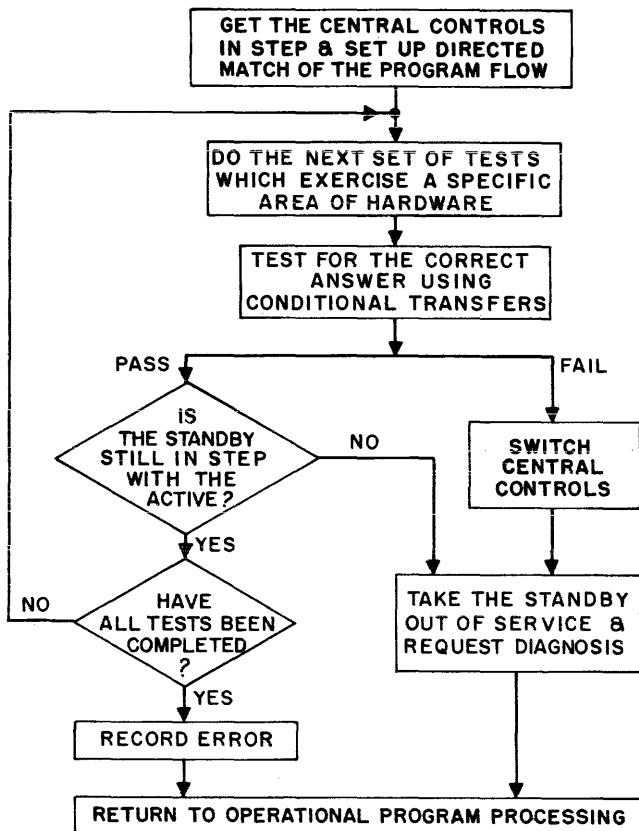 GET THE CENTRAL CONTROLS
IN STEP & SET UP DIRECTED
MATCH OF THE PROGRAM FLOW
DO THE NEXT SET OF TESTS
WHICH EXERCISE A SPECIFIC
AREA OF HARDWARE
TEST FOR THE CORRECT
ANSWER USING
CONDITIONAL TRANSFERS
PASS
FAIL
IS
THE STANDBY
STILL IN STEP
WITH THE
ACTIVE?
NO
SWITCH
CENTRAL
CONTROLS
YES
NO
HAVE
ALL TESTS BEEN
COMPLETED
?
TAKE THE STANDBY
OUT OF SERVICE &
REQUEST DIAGNOSIS
YES
RECORD ERROR
RETURN TO OPERATIONAL PROGRAM PROCESSING